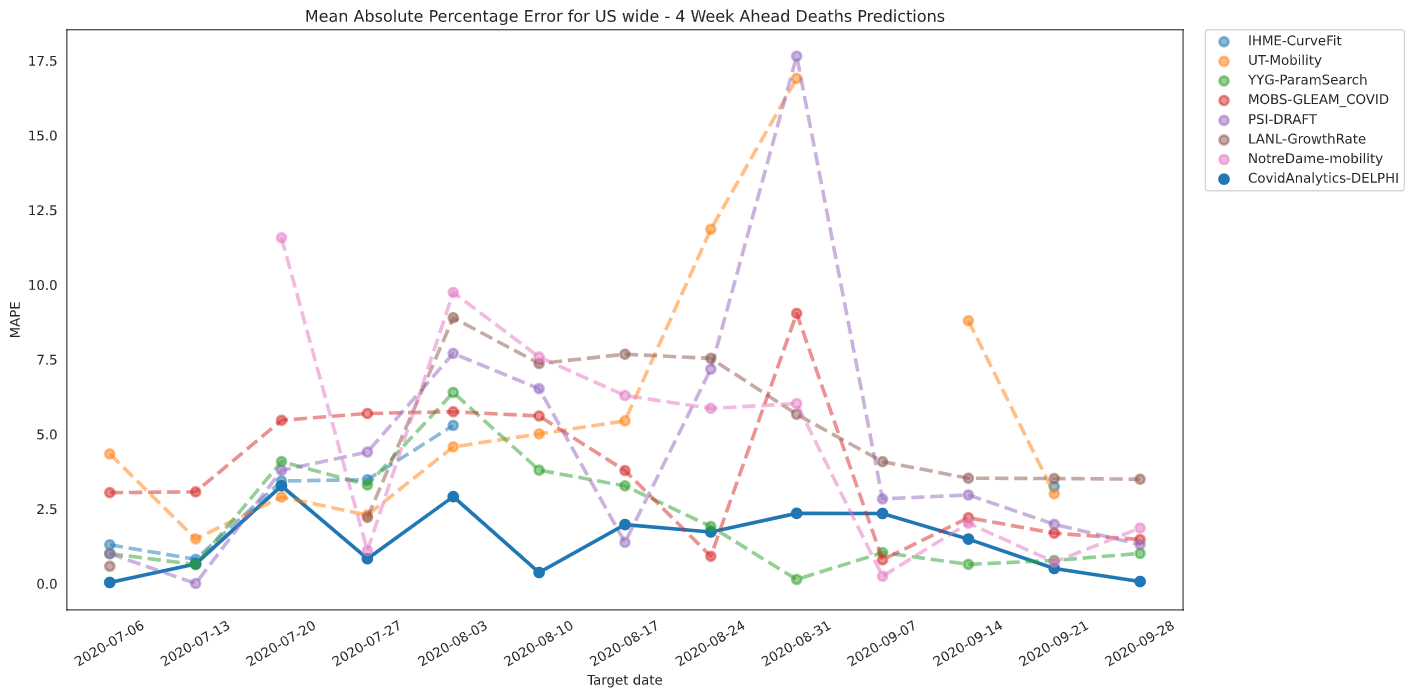 Mean Absolute Percentage Error for US wide - 4 Week Ahead Deaths Predictions
IHME-CurveFit
UT-Mobility
YYG-ParamSearch
MOBS-GLEAM_COVID
PSI-DRAFT
LANL-GrowthRate
NotreDame-mobility
CovidAnalytics-DELPHI
17.5
15.0
12.5
10.0
7.5
5.0
2.5
0.0
MAPE
2020-07-06
2020-07-13
2020-07-20
2020-07-27
2020-08-03
2020-08-10
2020-08-17
2020-08-24
2020-08-31
2020-09-07
2020-09-14
2020-09-21
2020-09-28
Target date